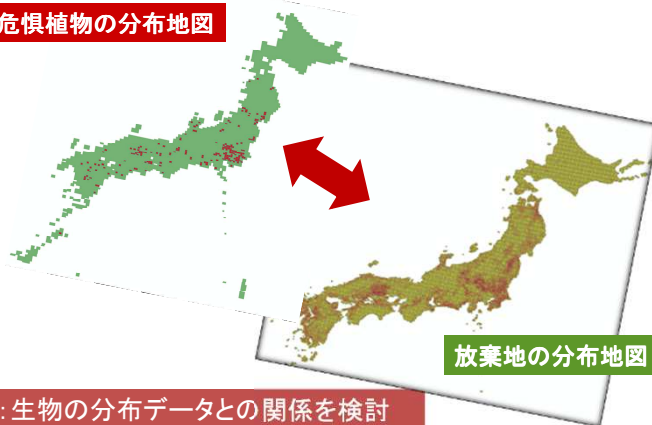 危惧植物の分布地図
放棄地の分布地図
：生物の分布データとの関係を検討